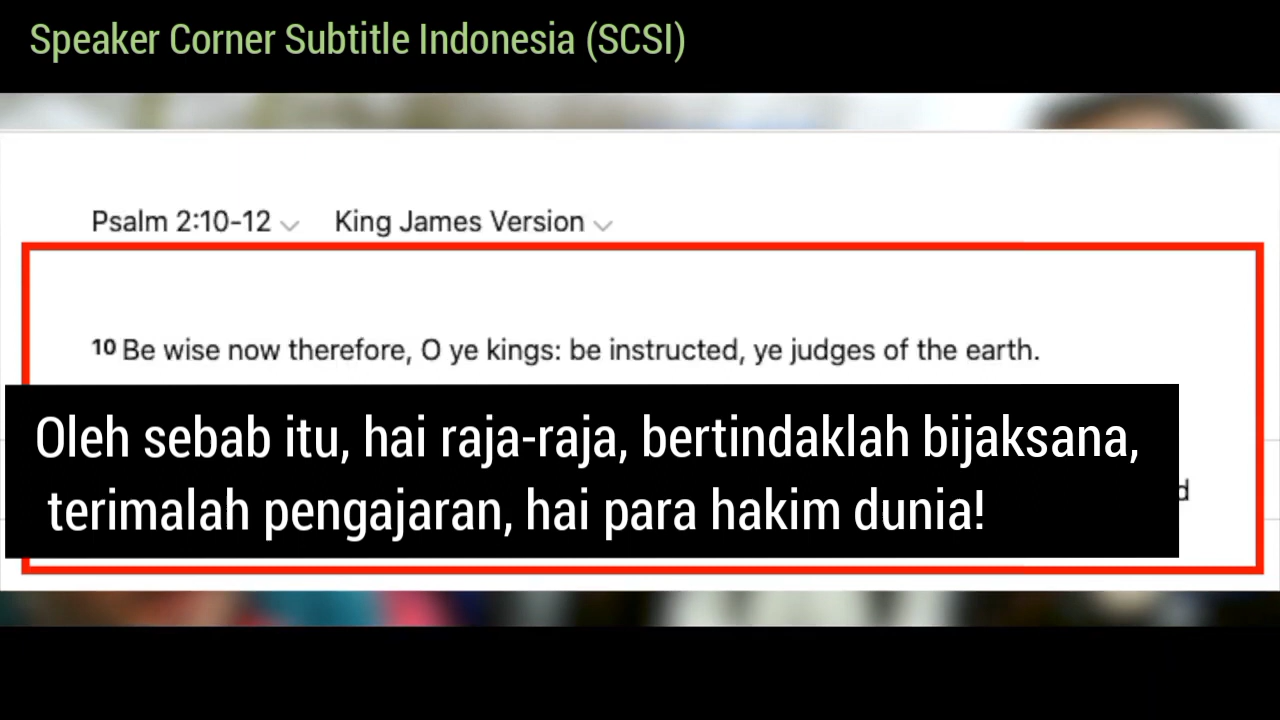 Speaker Corner Subtitle Indonesia (SCSI)
Psalm 2:10-12 King James Version
10 Be wise now therefore, O ye kings: be instructed, ye judges of the earth.
Oleh sebab itu, hai raja-raja, bertindaklah bijaksana,
terimalah pengajaran, hai para hakim dunia!